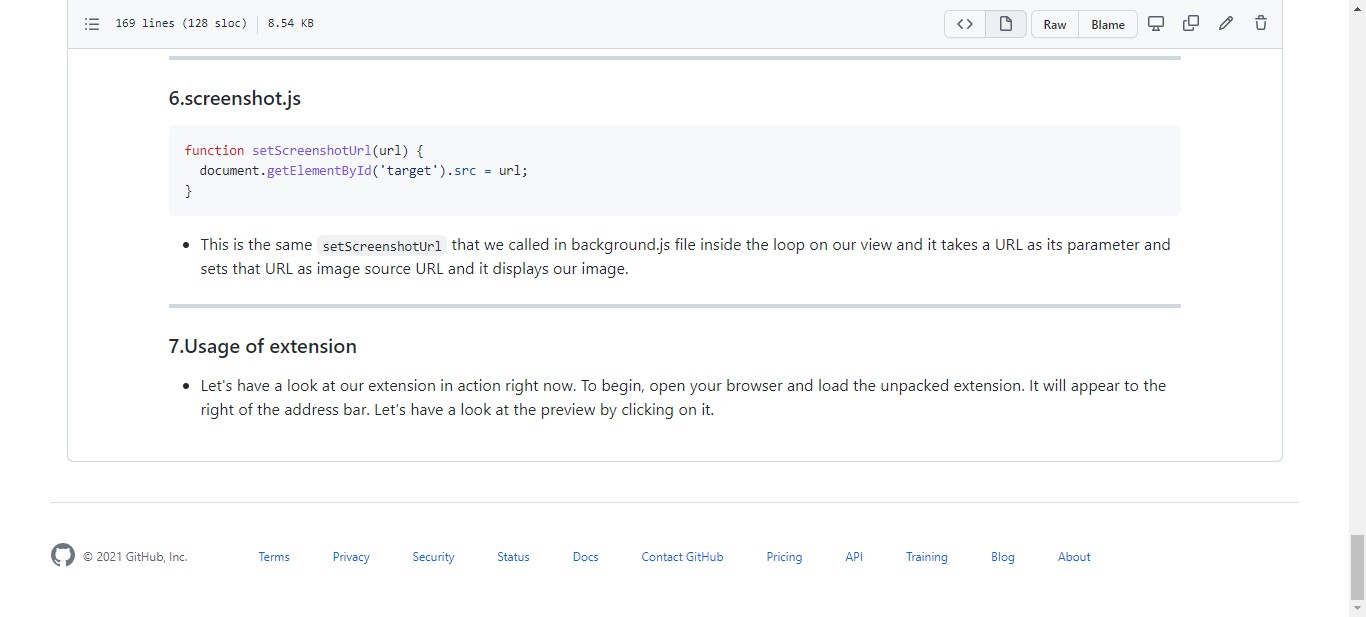 169 lines (128 sloc) 8.54 KB
Raw Blame
6.screenshot.js
function setScreenshotUrl(url) {
document.getElementById('target').src = url;
}
This is the same setScreenshotUrl that we called in background.js file inside the loop on our view and it takes a URL as its parameter and
sets that URL as image source URL and it displays our image.
7.Usage of extension
Let's have a look at our extension in action right now. To begin, open your browser and load the unpacked extension. It will appear to the
right of the address bar. Let's have a look at the preview by clicking on it.
© 2021 GitHub, Inc. Terms Privacy Security Status Docs Contact GitHub Pricing API Training Blog About